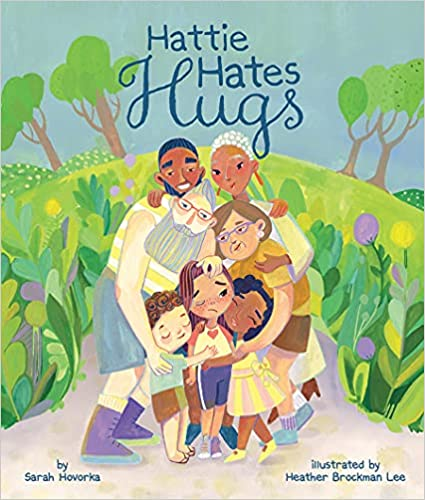 Hattie
Hates
Hugs
by
Sarah Hovorka
illustrated by
Heather Brockman Lee